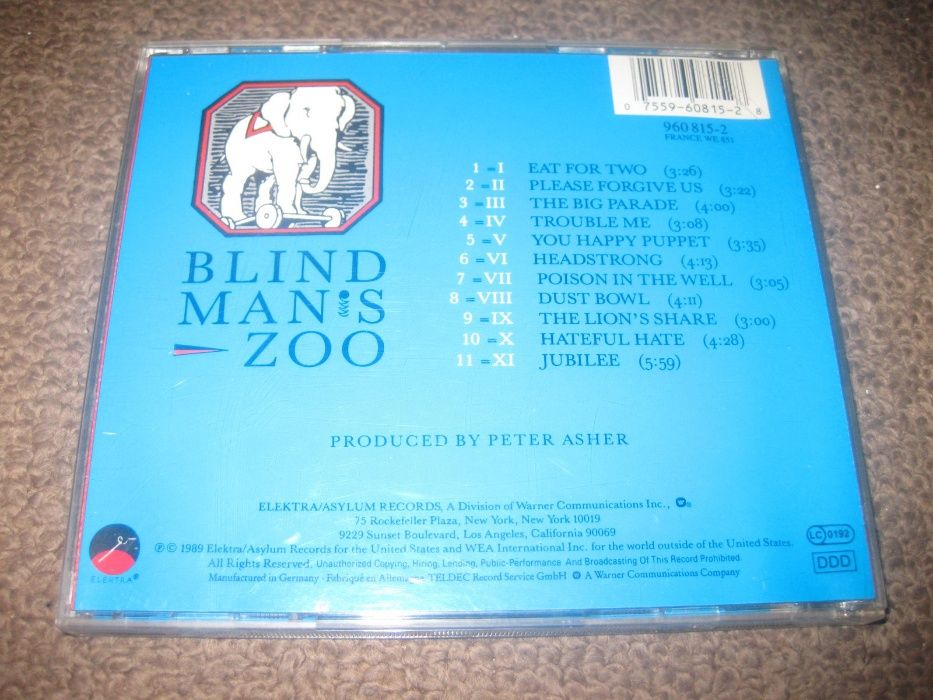 0 7559-60815-2 8
960 815-2
FRANCE WE 851
1 = I EAT FOR TWO (3:26)
2 = II PLEASE FORGIVE US (3:22)
3 = III THE BIG PARADE (4:00)
4 = IV TROUBLE ME (3:08)
5 = V YOU HAPPY PUPPET (3:35)
6 = VI HEADSTRONG (4:13)
7 = VII POISON IN THE WELL (3:05)
8 = VIII DUST BOWL (4:11)
9 = IX THE LION'S SHARE (3:00)
10 = X HATEFUL HATE (4:28)
11 = XI JUBILEE (5:59)
BLIND
MAN'S
ZOO
PRODUCED BY PETER ASHER
ELEKTRA/ASYLUM RECORDS, A Division of Warner Communications Inc., ®
75 Rockefeller Plaza, New York, New York 10019
9229 Sunset Boulevard, Los Angeles, California 90069
℗ © 1989 Elektra/Asylum Records for the United States and WEA International Inc. for the world outside of the United States.
All Rights Reserved. Unauthorized Copying, Hiring, Lending, Public-Performance And Broadcasting Of This Record Prohibited.
Manufactured in Germany · Fabriqué en TELDEC Record Service GmbH A Warner Communications Company
ELEKTRA®
LC 0192
DDD